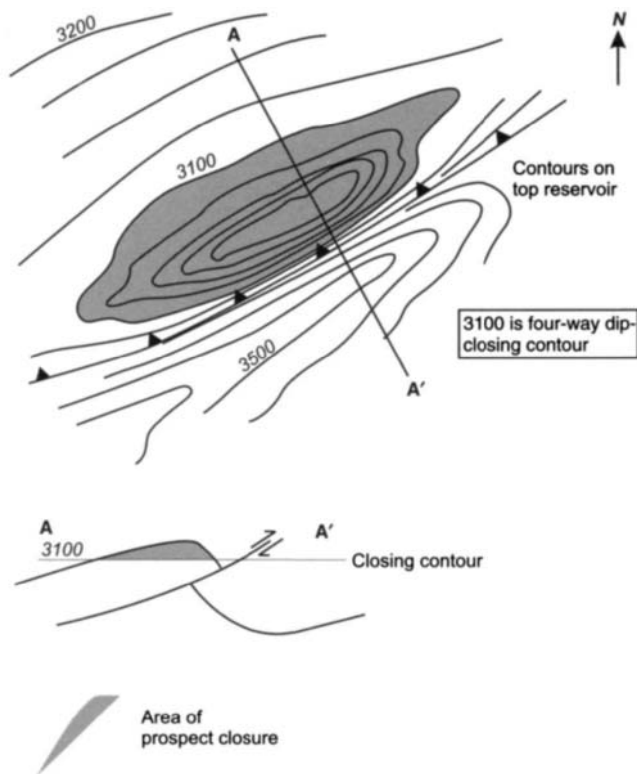 3200
A
N
3100
Contours on
top reservoir
3100 is four-way dip-
closing contour
3500
A′
A
A′
3100
Closing contour
Area of
prospect closure